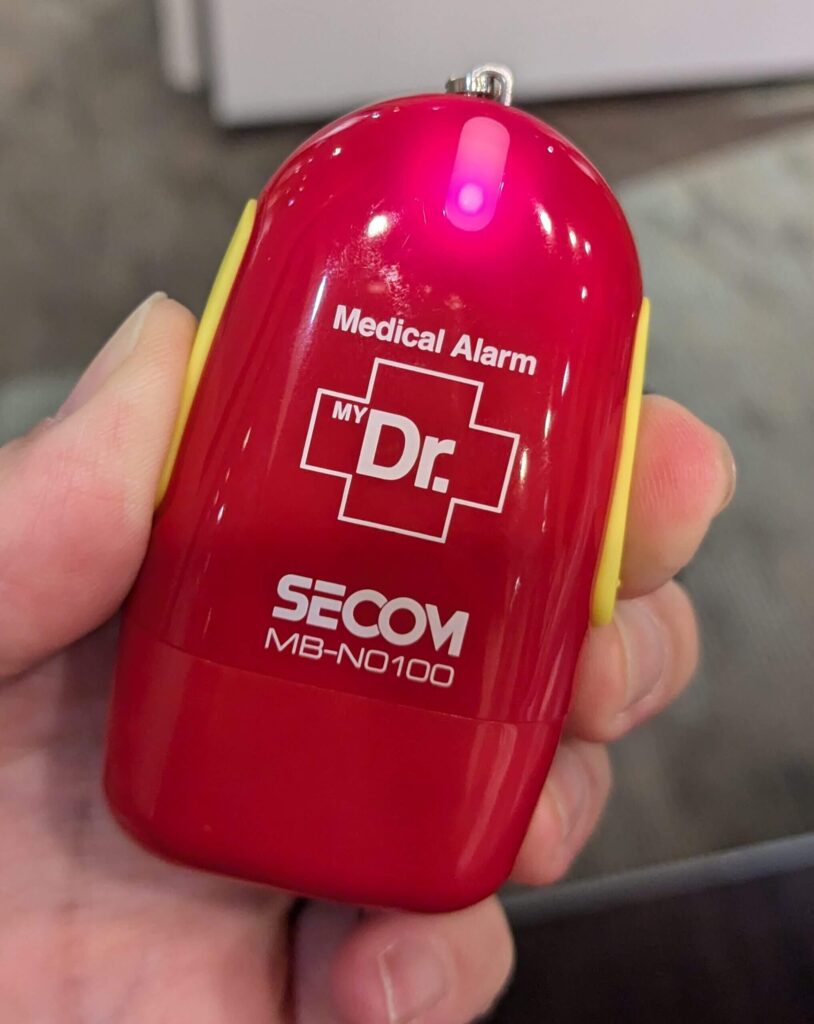 Medical Alarm
MY Dr.
SECOM
MB-N0100